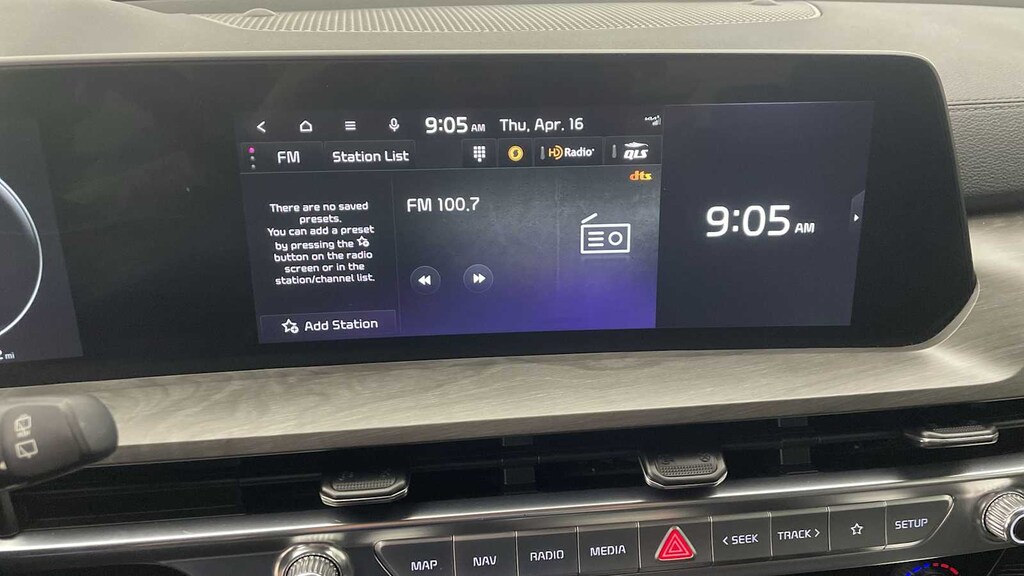 9:05 AM Thu, Apr. 16
FM Station List HD Radio QLS
dts
There are no saved
presets.
You can add a preset
by pressing the
button on the radio
screen or in the
station/channel list.
Add Station
FM 100.7
9:05 AM
mi
MAP NAV RADIO MEDIA < SEEK TRACK > SETUP